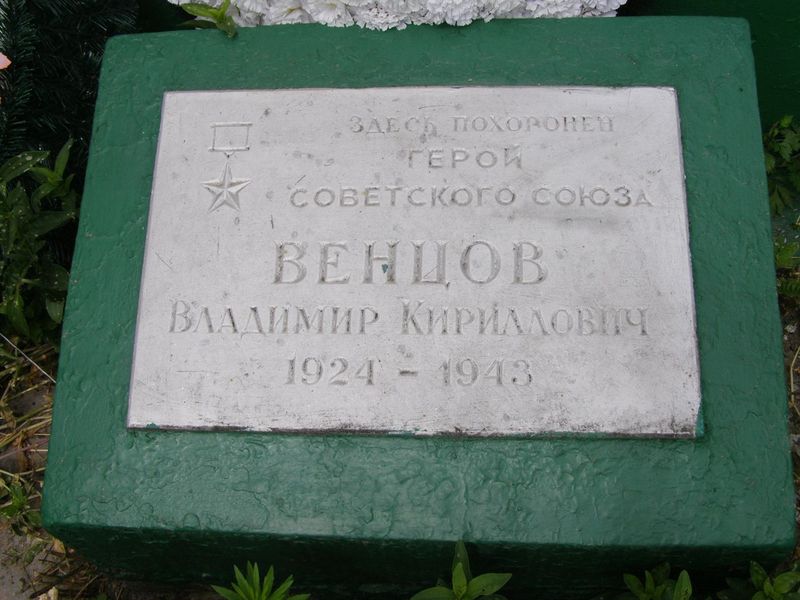 ЗДЕСЬ ПОХОРОНЕН
ГЕРОЙ
СОВЕТСКОГО СОЮЗА
ВЕНЦОВ
ВЛАДИМИР КИРИЛЛОВИЧ
1924 - 1943